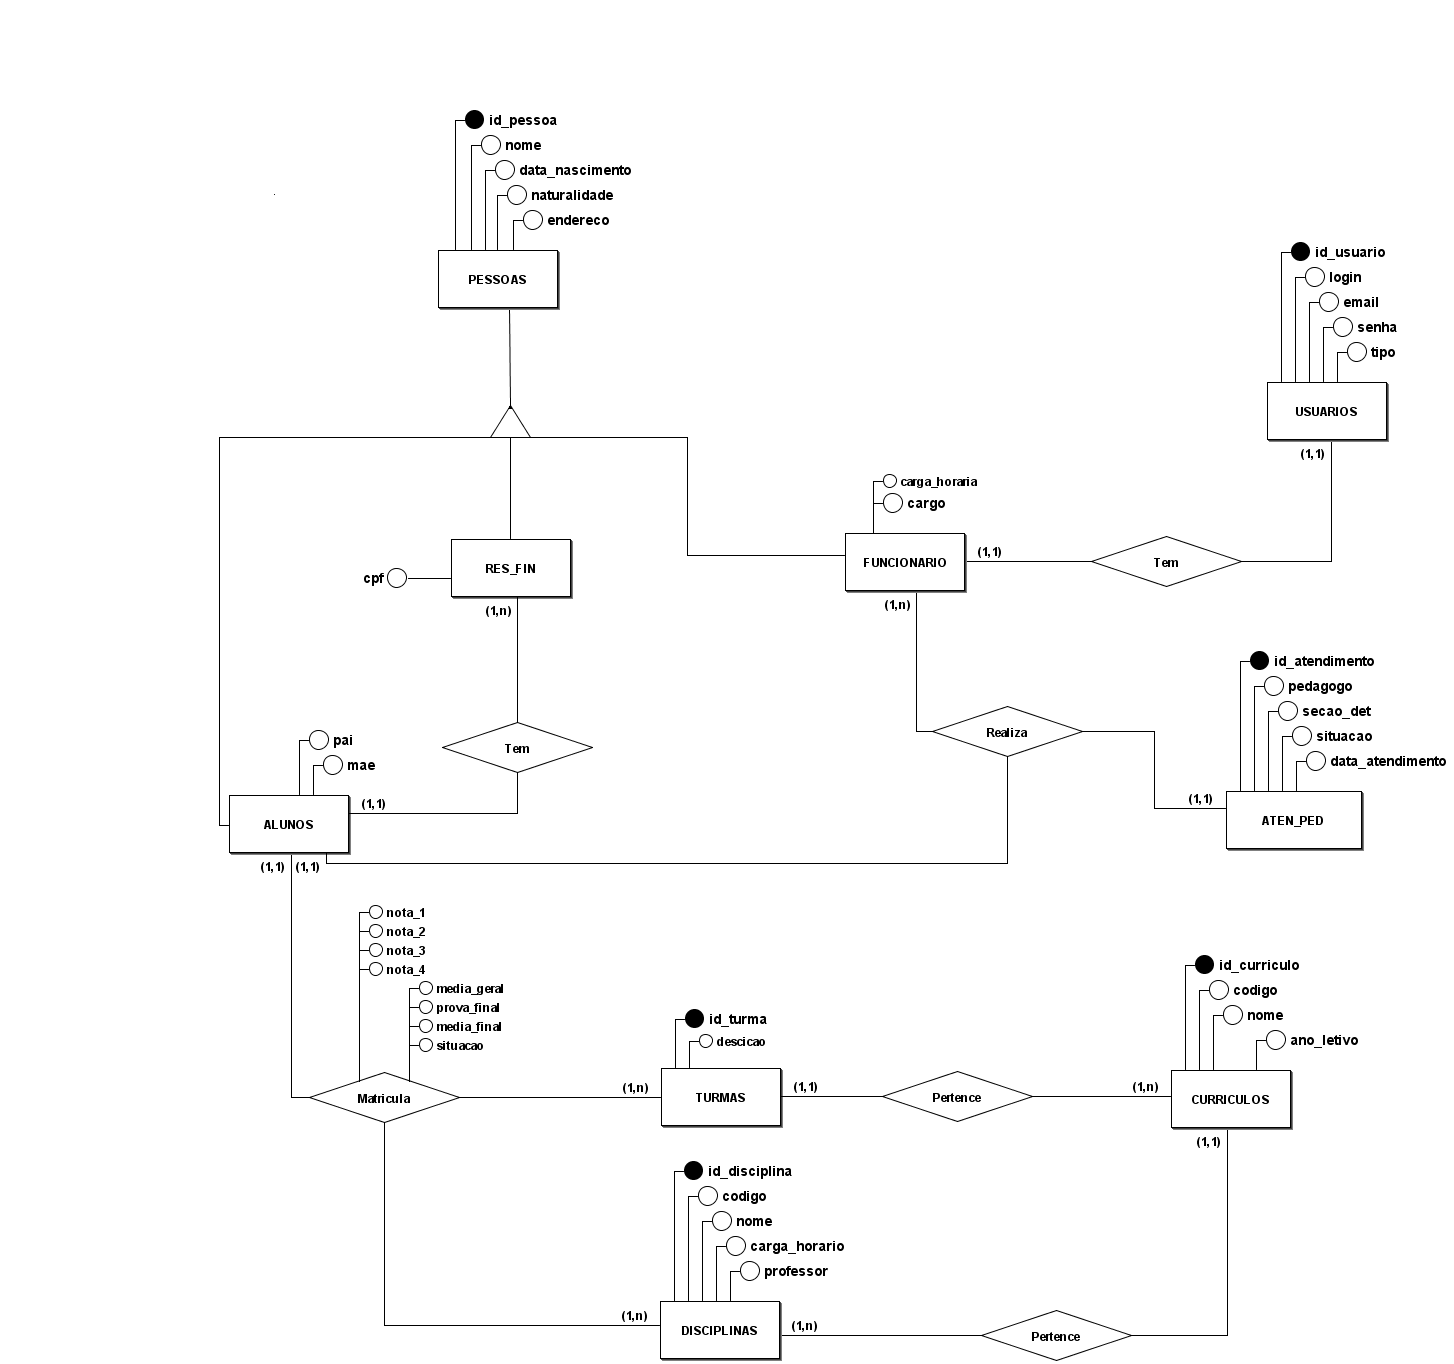 id_pessoa
nome
data_nascimento
naturalidade
endereco
PESSOAS
id_usuario
login
email
senha
tipo
USUARIOS
(1,1)
carga_horaria
cargo
FUNCIONARIO
(1,1)
Tem
(1,n)
cpf
RES_FIN
(1,n)
Tem
pai
mae
ALUNOS
(1,1)
(1,1) (1,1)
Realiza
id_atendimento
pedagogo
secao_det
situacao
data_atendimento
(1,1)
ATEN_PED
nota_1
nota_2
nota_3
nota_4
media_geral
prova_final
media_final
situacao
Matricula
(1,n)
id_turma
descicao
TURMAS
(1,1)
Pertence
(1,n)
id_curriculo
codigo
nome
ano_letivo
CURRICULOS
(1,1)
id_disciplina
codigo
nome
carga_horario
professor
(1,n)
DISCIPLINAS
(1,n)
Pertence